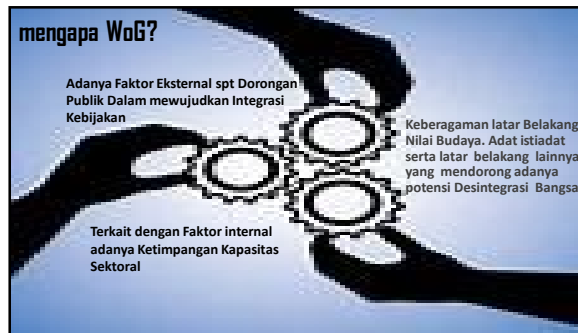 mengapa WoG?
Adanya Faktor Eksternal spt Dorongan
Publik Dalam mewujudkan Integrasi
Kebijakan
Keberagaman latar Belakang
Nilai Budaya. Adat istiadat
serta latar belakang lainnya
yang mendorong adanya
potensi Desintegrasi Bangsa
Terkait dengan Faktor internal
adanya Ketimpangan Kapasitas
Sektoral